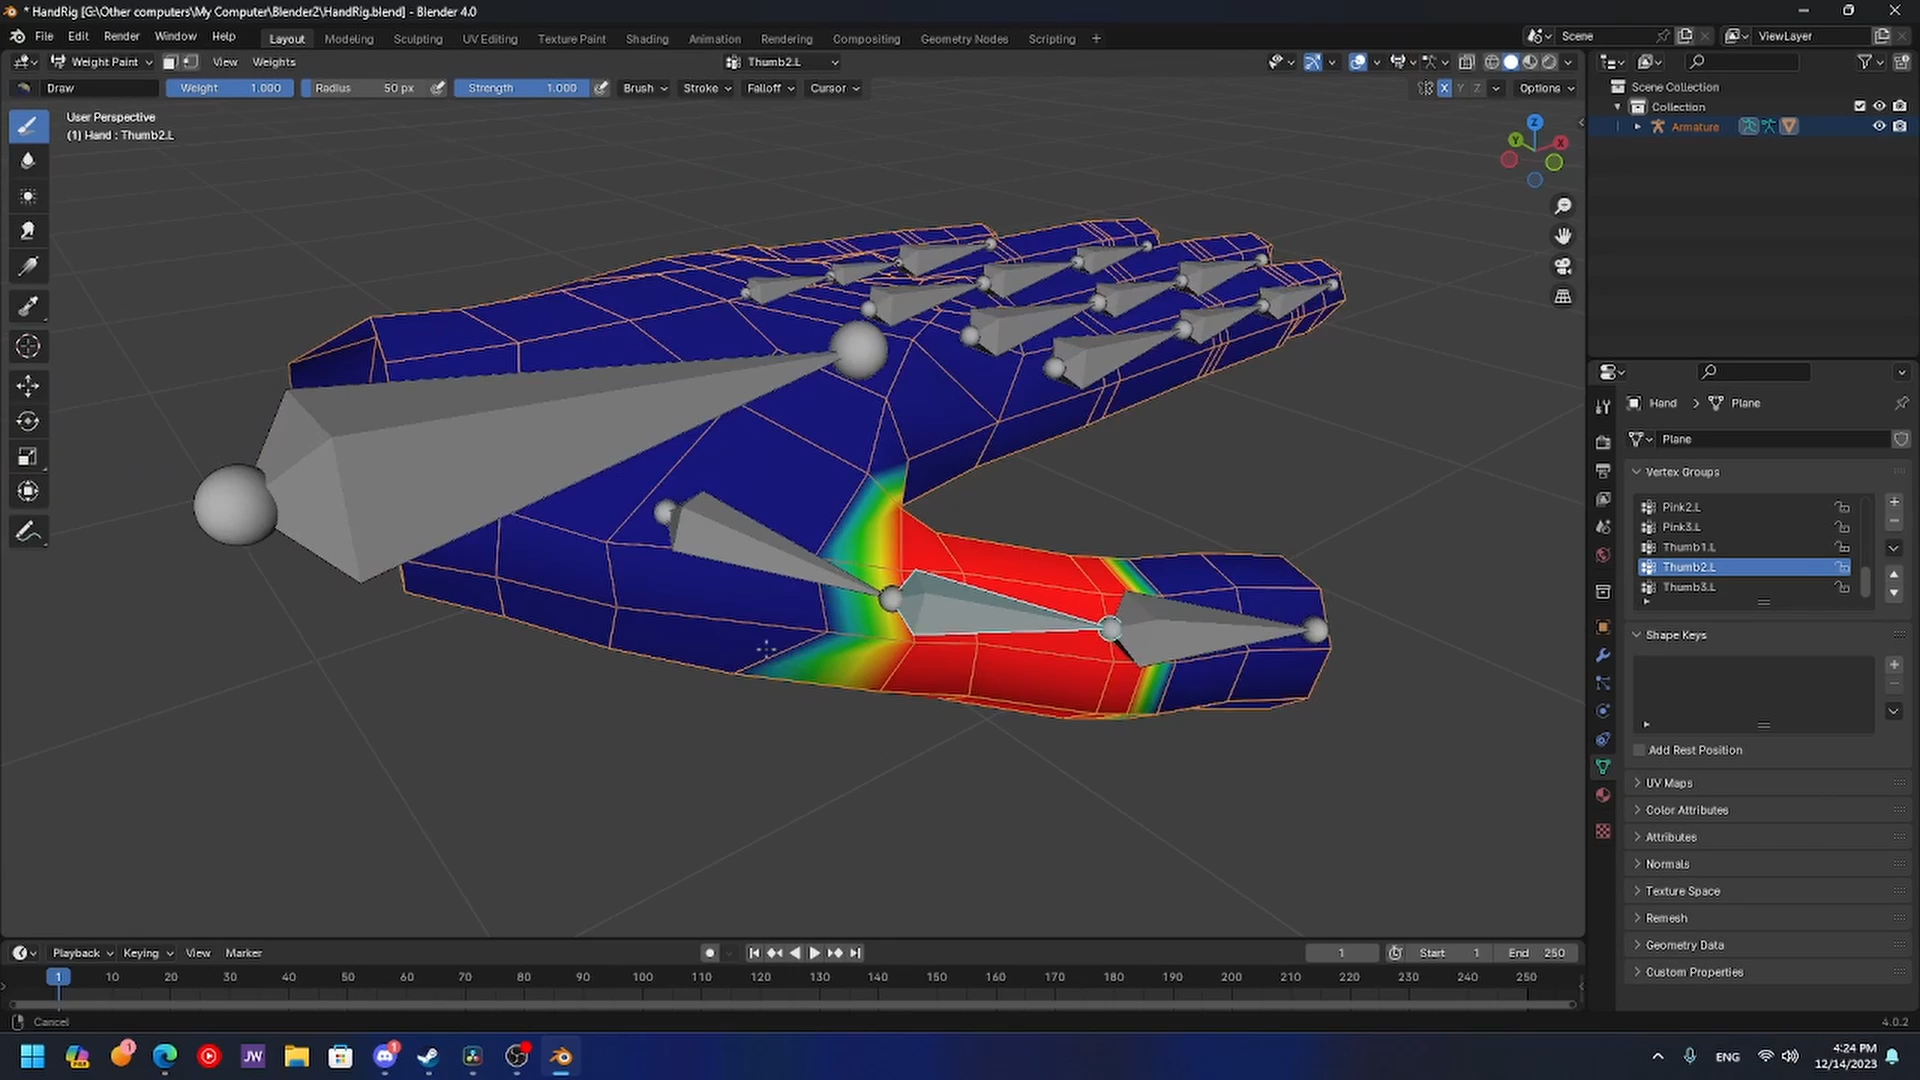 * HandRig [G:\Other computers\My Computer\Blender2\HandRig.blend] - Blender 4.0
File Edit Render Window Help
Layout Modeling Sculpting UV Editing Texture Paint Shading Animation Rendering Compositing Geometry Nodes Scripting +
Scene
ViewLayer
Weight Paint View Weights
Thumb2.L
Draw
Weight 1.000
Radius 50 px
Strength 1.000
Brush Stroke Falloff Cursor
X Y Z
Options
User Perspective
(1) Hand : Thumb2.L
Z
Y
X
Scene Collection
Collection
Armature
Hand > Plane
Plane
Vertex Groups
Pink2.L
Pink3.L
Thumb1.L
Thumb2.L
Thumb3.L
Shape Keys
Add Rest Position
UV Maps
Color Attributes
Attributes
Normals
Texture Space
Remesh
Geometry Data
Custom Properties
Playback Keying View Marker
1
Start 1
End 250
1 10 20 30 40 50 60 70 80 90 100 110 120 130 140 150 160 170 180 190 200 210 220 230 240 250
Cancel
4.0.2
JW
1
1
ENG
4:24 PM
12/14/2023